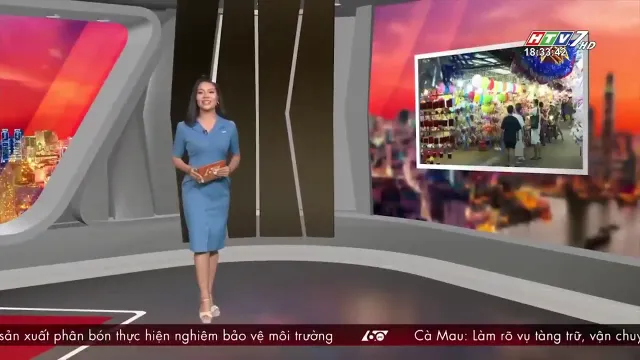 HTV7 HD
18:33:42
sản xuất phân bón thực hiện nghiêm bảo vệ môi trường 60 Cà Mau: Làm rõ vụ tàng trữ, vận chuy